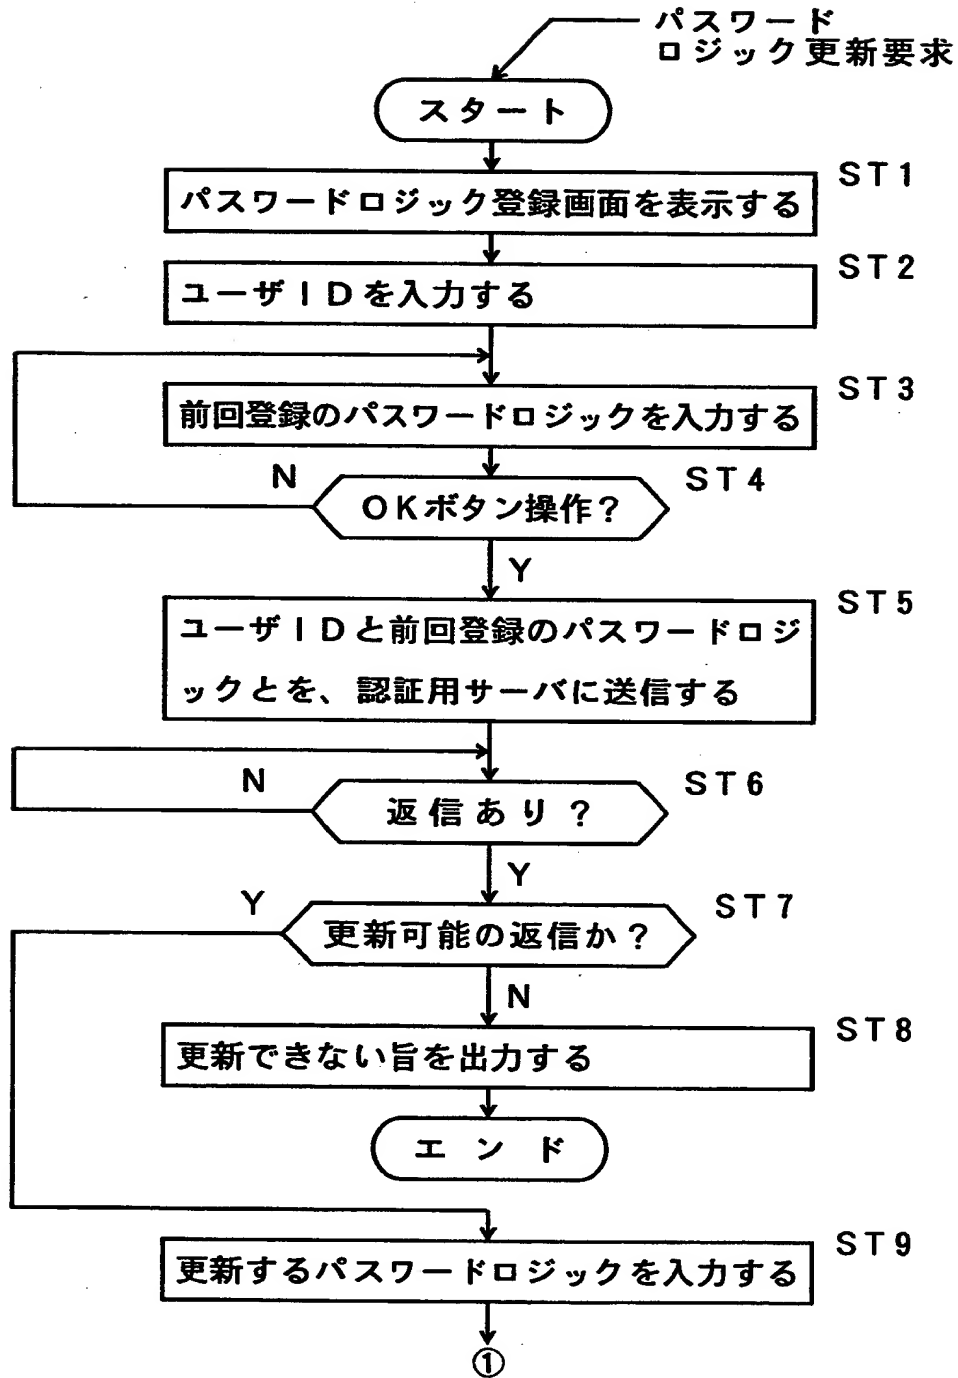 パスワード
ロジック更新要求
スタート
パスワードロジック登録画面を表示する
ST1
ユーザIDを入力する
ST2
前回登録のパスワードロジックを入力する
ST3
N
OKボタン操作?
ST4
Y
ユーザIDと前回登録のパスワードロジ
ックとを、認証用サーバに送信する
ST5
N
返信あり?
ST6
Y
Y
更新可能の返信か?
ST7
N
更新できない旨を出力する
ST8
エンド
更新するパスワードロジックを入力する
ST9
①